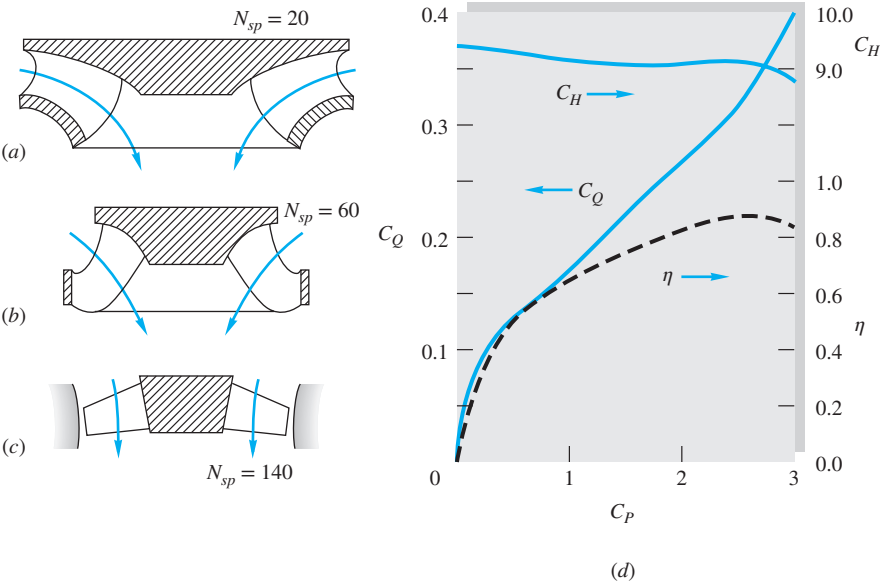 N_sp = 20
(a)
N_sp = 60
(b)
(c)
N_sp = 140
0.4
0.3
0.2
0.1
0
C_Q
10.0
C_H
9.0
1.0
0.8
0.6
0.4
0.2
0.0
η
C_H
C_Q
η
1
2
3
C_P
(d)